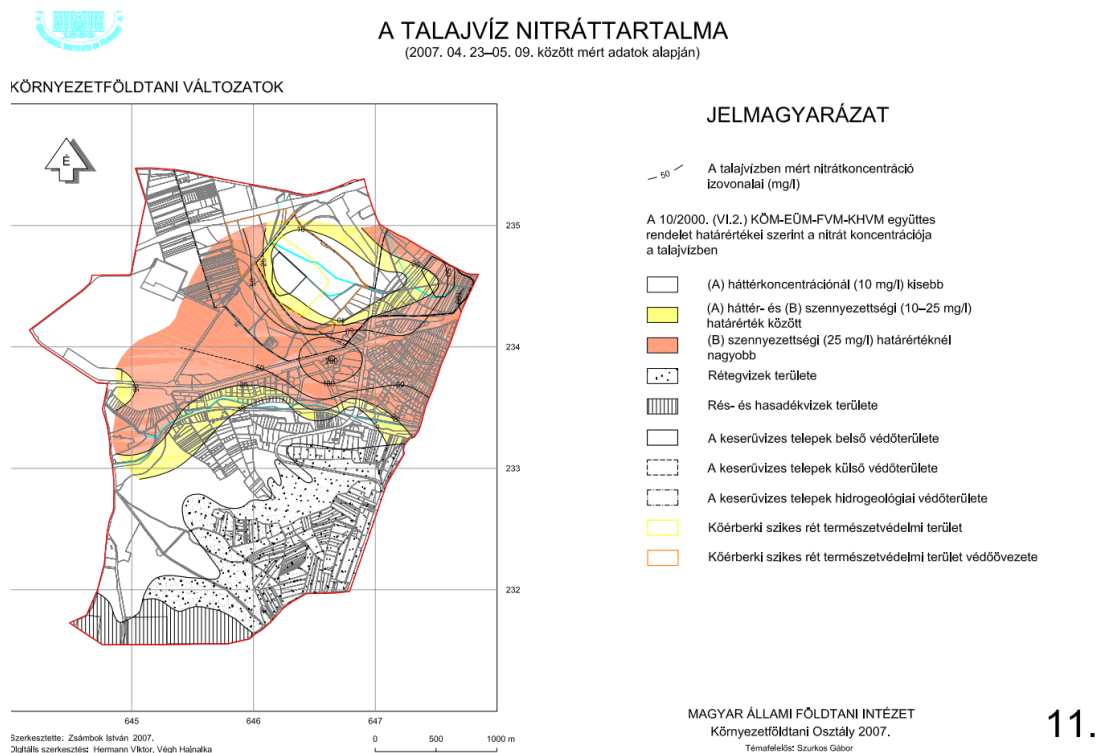 A TALAJVÍZ NITRÁTTARTALMA
(2007. 04. 23–05. 09. között mért adatok alapján)
KÖRNYEZETFÖLDTANI VÁLTOZATOK
É
235
234
233
232
231
645
646
647
50
100
200
JELMAGYARÁZAT
50
A talajvízben mért nitrátkoncentráció
izovonalai (mg/l)
A 10/2000. (VI.2.) KÖM-EÜM-FVM-KHVM együttes
rendelet határértékei szerint a nitrát koncentrációja
a talajvízben
(A) háttérkoncentrációnál (10 mg/l) kisebb
(A) háttér- és (B) szennyezettségi (10–25 mg/l)
határérték között
(B) szennyezettségi (25 mg/l) határértéknél
nagyobb
Rétegvizek területe
Rés- és hasadékvizek területe
A keserűvizes telepek belső védőterülete
A keserűvizes telepek külső védőterülete
A keserűvizes telepek hidrogeológiai védőterülete
Kőérberki szikes rét természetvédelmi terület
Kőérberki szikes rét természetvédelmi terület védőövezete
Szerkesztette: Zsámbok István 2007.
Digitális szerkesztés: Hermann Viktor, Végh Hajnalka
0 500 1000 m
MAGYAR ÁLLAMI FÖLDTANI INTÉZET
Környezetföldtani Osztály 2007.
Témafelelős: Szurkos Gábor
11.